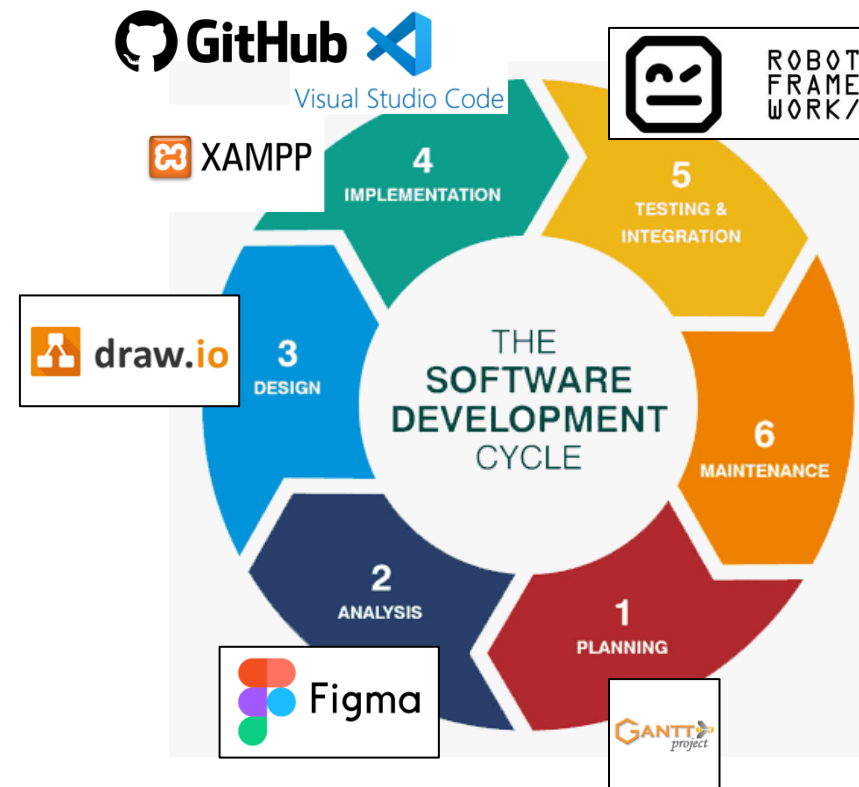 GitHub
Visual Studio Code
ROBOT
FRAME
WORK/
XAMPP
4
IMPLEMENTATION
5
TESTING &
INTEGRATION
draw.io
3
DESIGN
THE
SOFTWARE
DEVELOPMENT
CYCLE
6
MAINTENANCE
2
ANALYSIS
1
PLANNING
Figma
GANTT
project